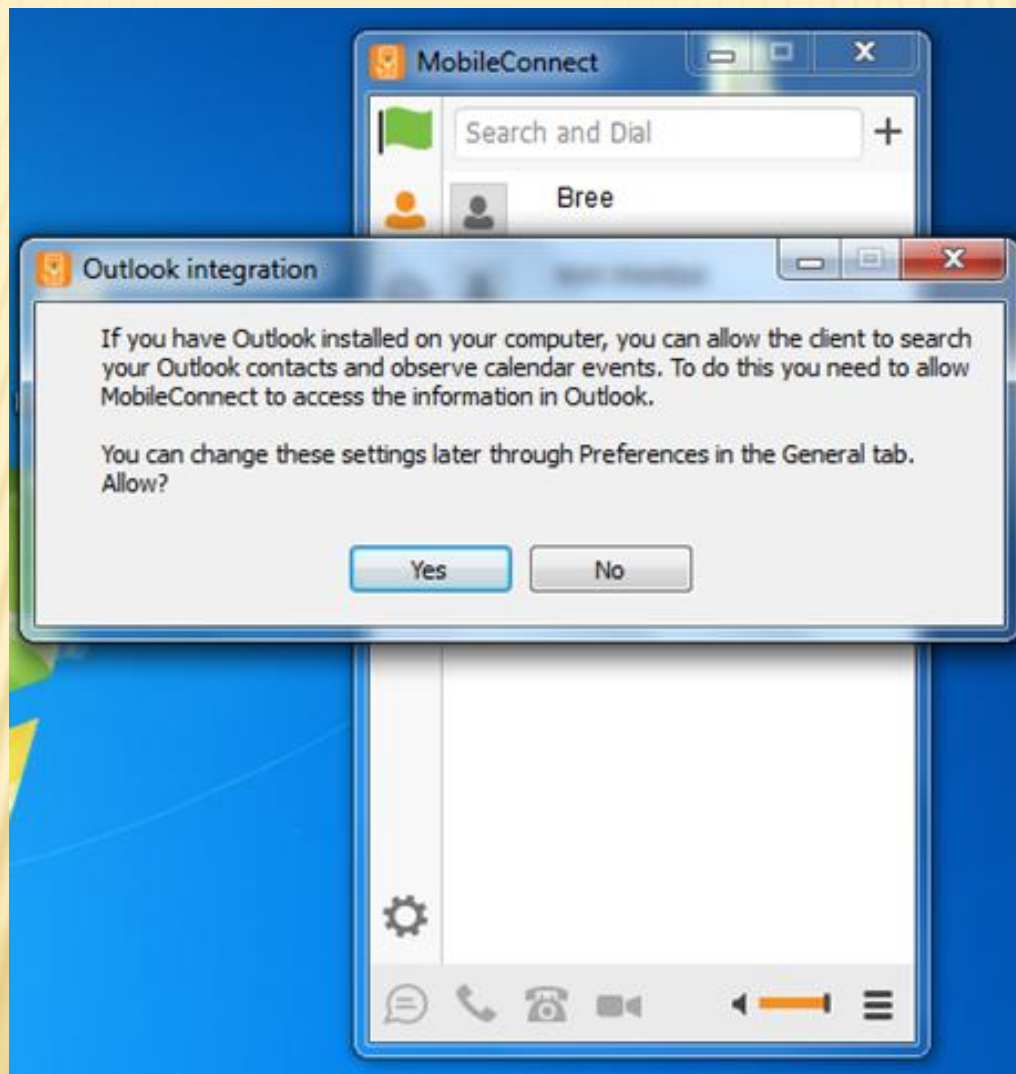 MobileConnect
Search and Dial
Bree
Outlook integration
If you have Outlook installed on your computer, you can allow the client to search
your Outlook contacts and observe calendar events. To do this you need to allow
MobileConnect to access the information in Outlook.
You can change these settings later through Preferences in the General tab.
Allow?
Yes
No